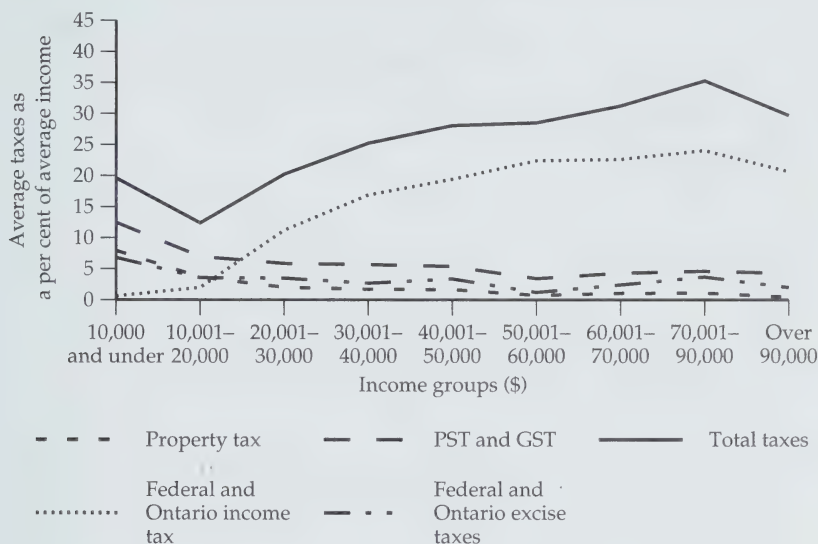 Average taxes as
a per cent of average income
45
40
35
30
25
20
15
10
5
0
10,000 10,001– 20,001– 30,001– 40,001– 50,001– 60,001– 70,001– Over
and under 20,000 30,000 40,000 50,000 60,000 70,000 90,000 90,000
Income groups ($)
Property tax PST and GST Total taxes
Federal and Federal and
Ontario income Ontario excise
tax taxes